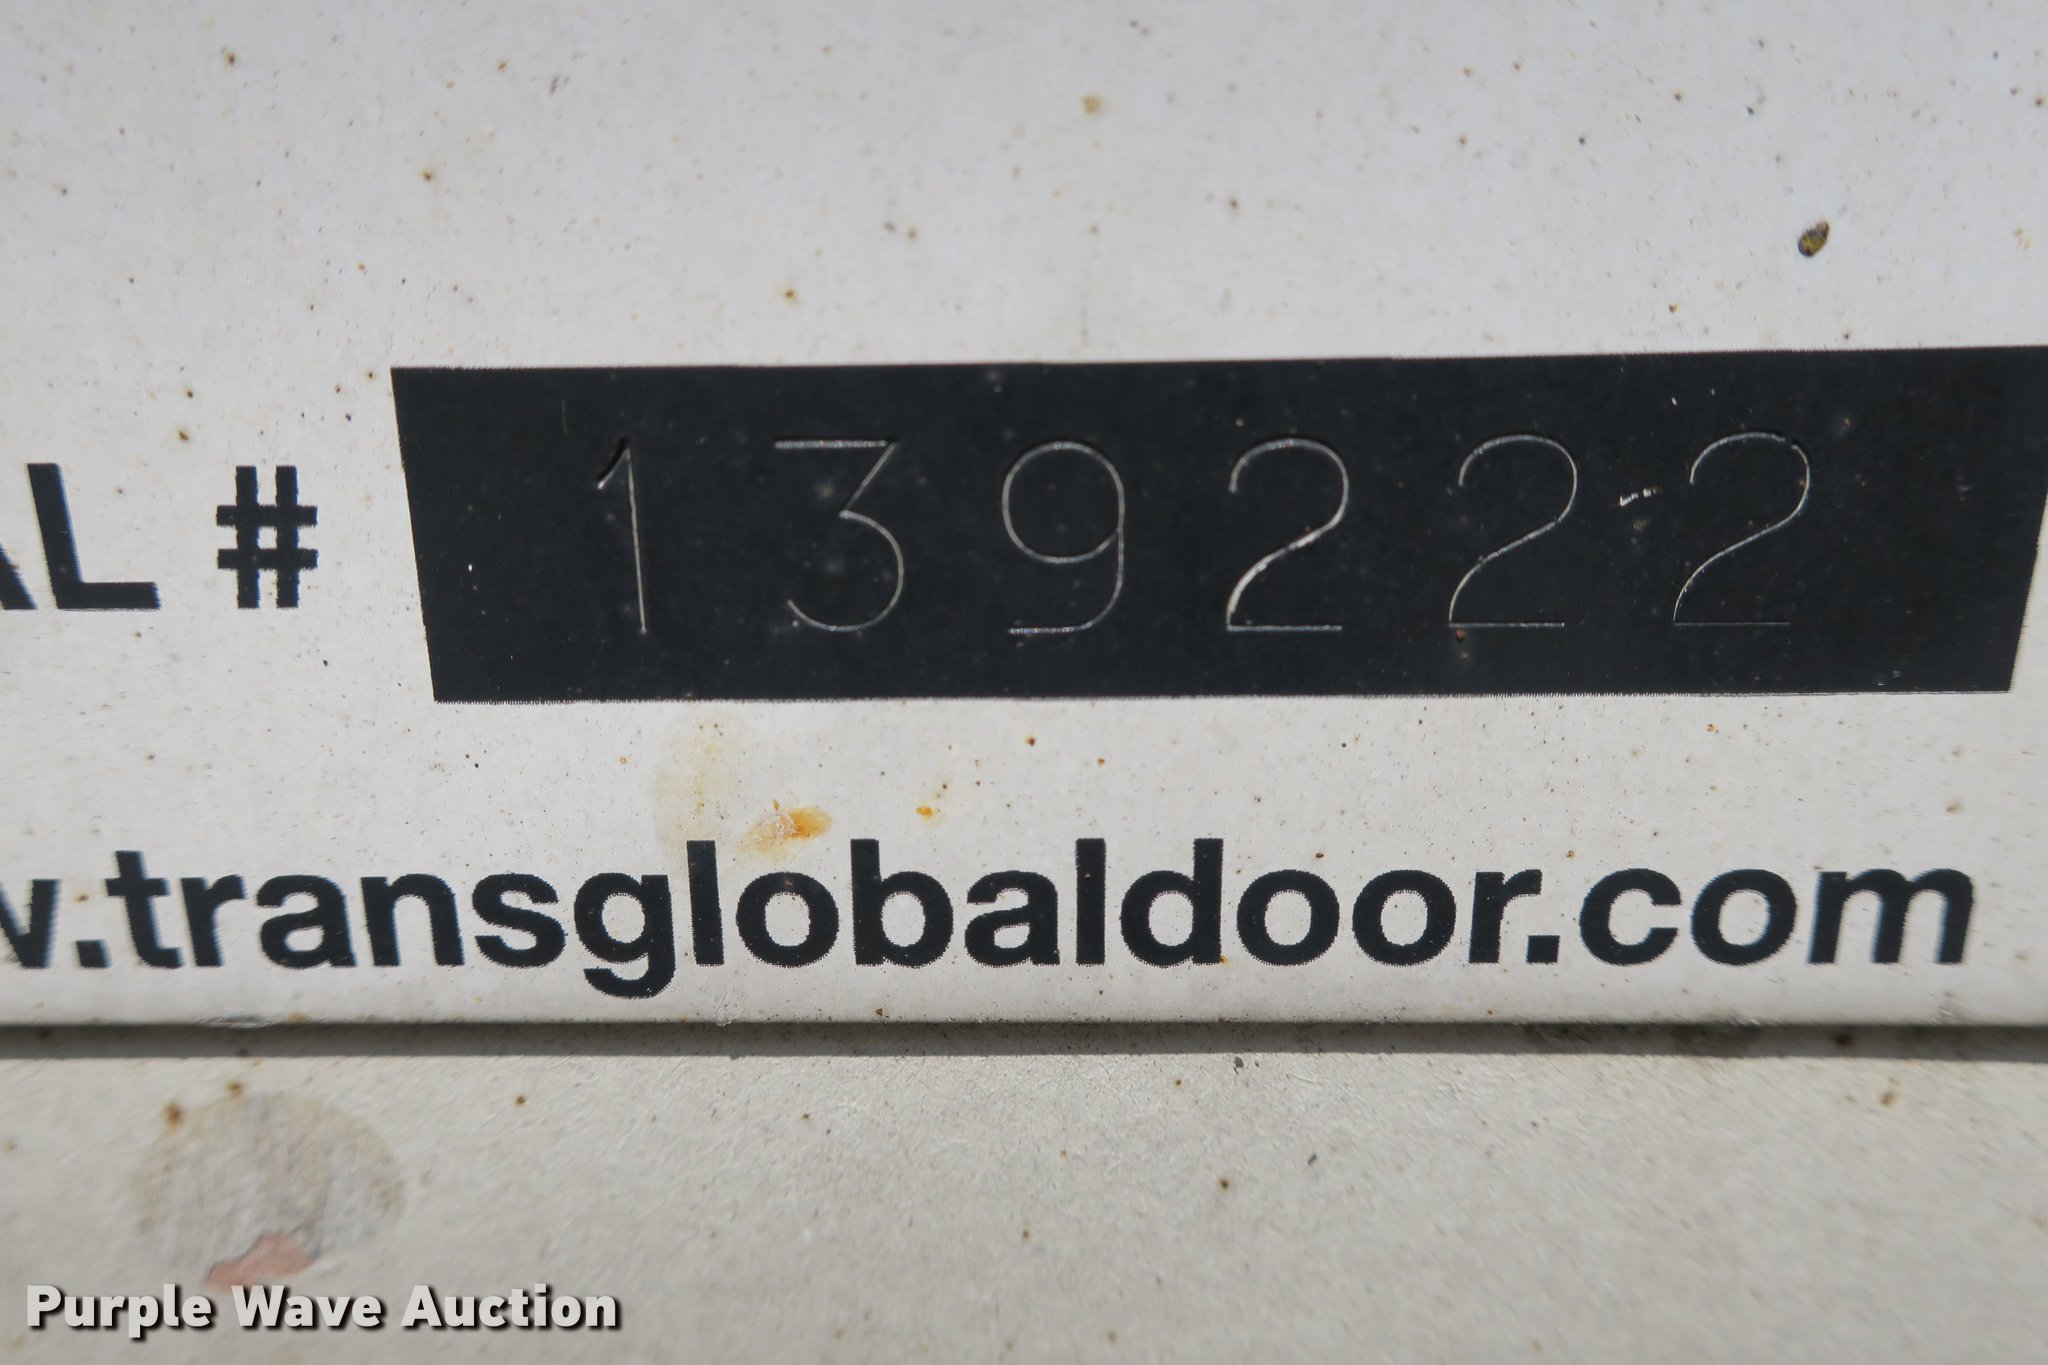 AL # 139222
w.transglobaldoor.com
Purple Wave Auction